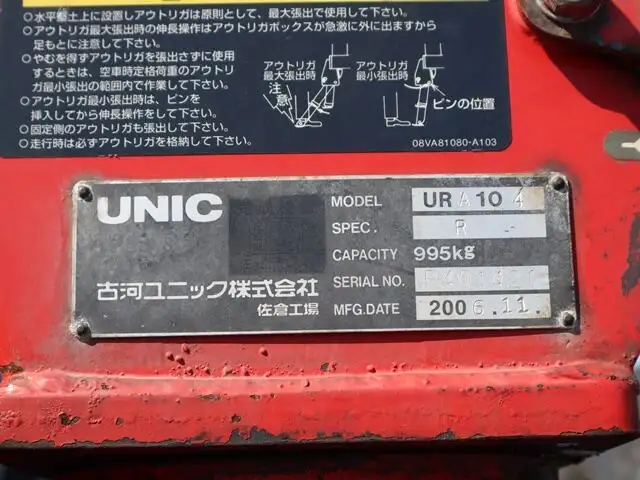 ○水平堅土上に設置しアウトリガは原則として、最大張出で使用して下さい。
○アウトリガ最大張出時の伸長操作はアウトリガボックスが急激に外に出ますから
足もとに注意して下さい。
○やむを得ずアウトリガを張出さずに使用
するときは、空車時定格荷重のアウトリ
ガ最小張出の範囲内で作業して下さい。
○アウトリガ最小張出時は、ピンを
挿入してから伸長操作をして下さい。
○固定側のアウトリガも張出して下さい。
○走行時は必ずアウトリガを格納して下さい。
アウトリガ
最大張出時
注意
アウトリガ
最小張出時
ピンの位置
08VA81080-A103
UNIC
古河ユニック株式会社
佐倉工場
MODEL URA104
SPEC. R -
CAPACITY 995kg
SERIAL NO.
MFG.DATE 2006.11.